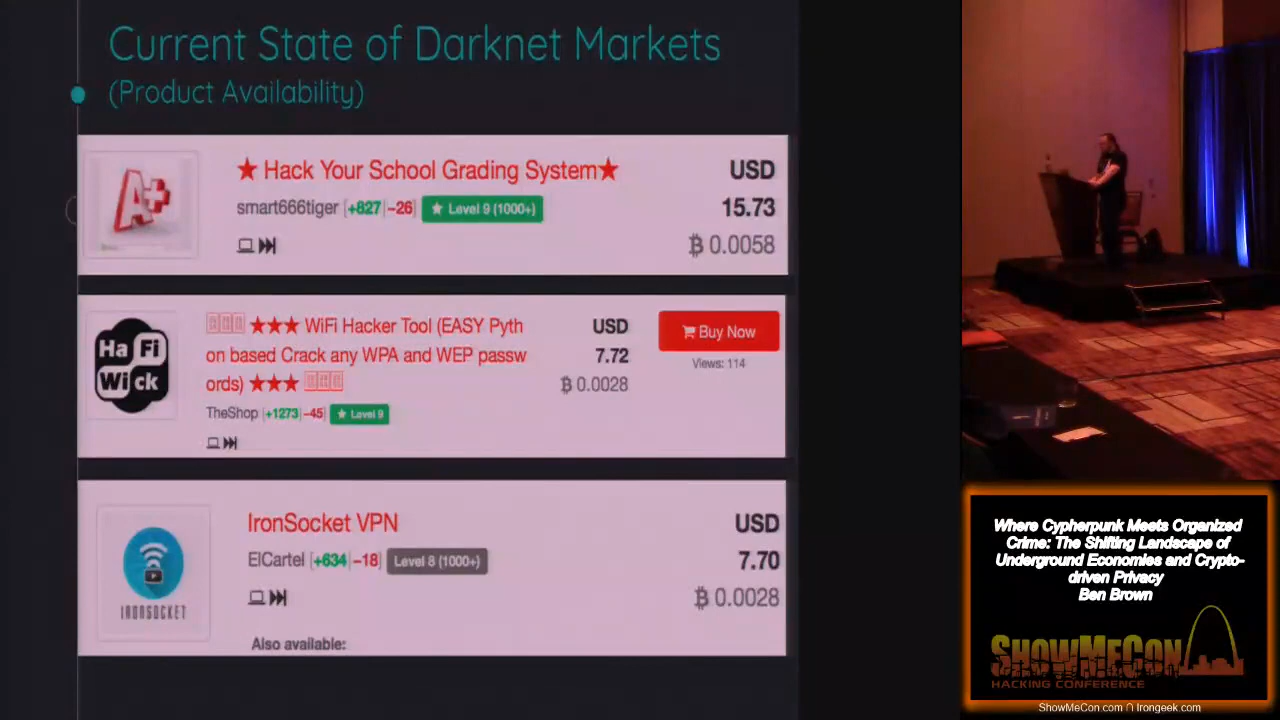 Current State of Darknet Markets
(Product Availability)
A+
★ Hack Your School Grading System★
smart666tiger [+827|-26] ★ Level 9 (1000+)
USD
15.73
฿ 0.0058
Ha Fi
Wi ck
★★★ WiFi Hacker Tool (EASY Pyth
on based Crack any WPA and WEP passw
ords) ★★★
TheShop [+1273|-45] ★ Level 9
USD
7.72
฿ 0.0028
Buy Now
Views: 114
IRONSOCKET
IronSocket VPN
ElCartel [+634|-18] Level 8 (1000+)
Also available:
USD
7.70
฿ 0.0028
Where Cypherpunk Meets Organized
Crime: The Shifting Landscape of
Underground Economies and Crypto-
driven Privacy
Ben Brown
SHOWMECON
HACKING CONFERENCE
ShowMeCon.com ∩ Irongeek.com